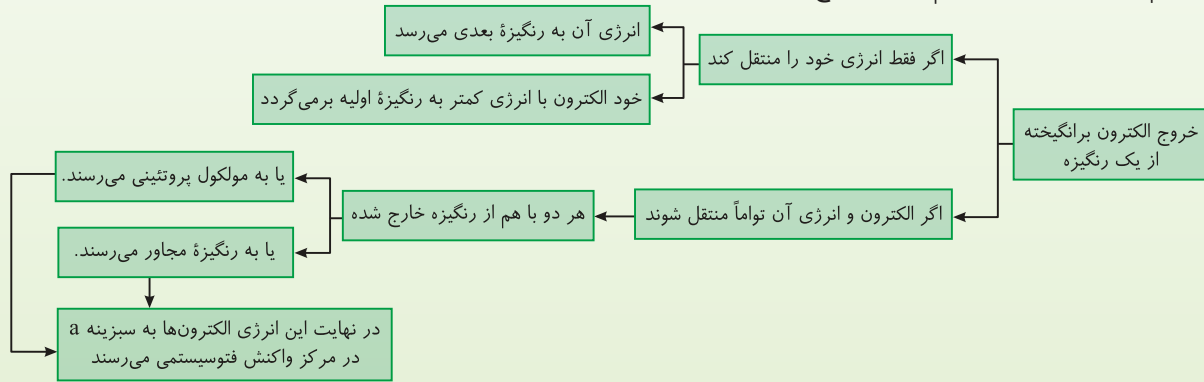 خروج الکترون برانگیخته
از یک رنگیزه
اگر فقط انرژی خود را منتقل کند
انرژی آن به رنگیزهٔ بعدی می‌رسد
خود الکترون با انرژی کمتر به رنگیزهٔ اولیه برمی‌گردد
اگر الکترون و انرژی آن تواماً منتقل شوند
هر دو با هم از رنگیزه خارج شده
یا به مولکول پروتئینی می‌رسند.
یا به رنگیزهٔ مجاور می‌رسند.
در نهایت این انرژی الکترون‌ها به سبزینه a
در مرکز واکنش فتوسیستمی می‌رسند